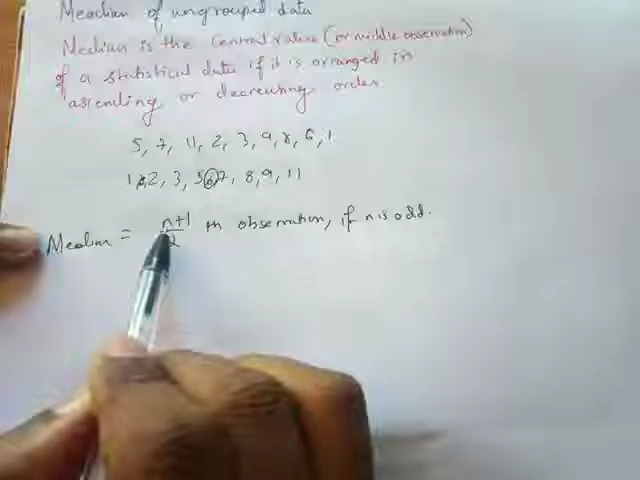 Median of ungrouped data
Median is the Central value (or middle observation)
of a statistical data if it is arranged in
ascending or decreasing order
5, 7, 11, 2, 3, 9, 8, 6, 1
1, 2, 3, 5, 6, 7, 8, 9, 11
Median = n+1/2 th observation, if n is odd.